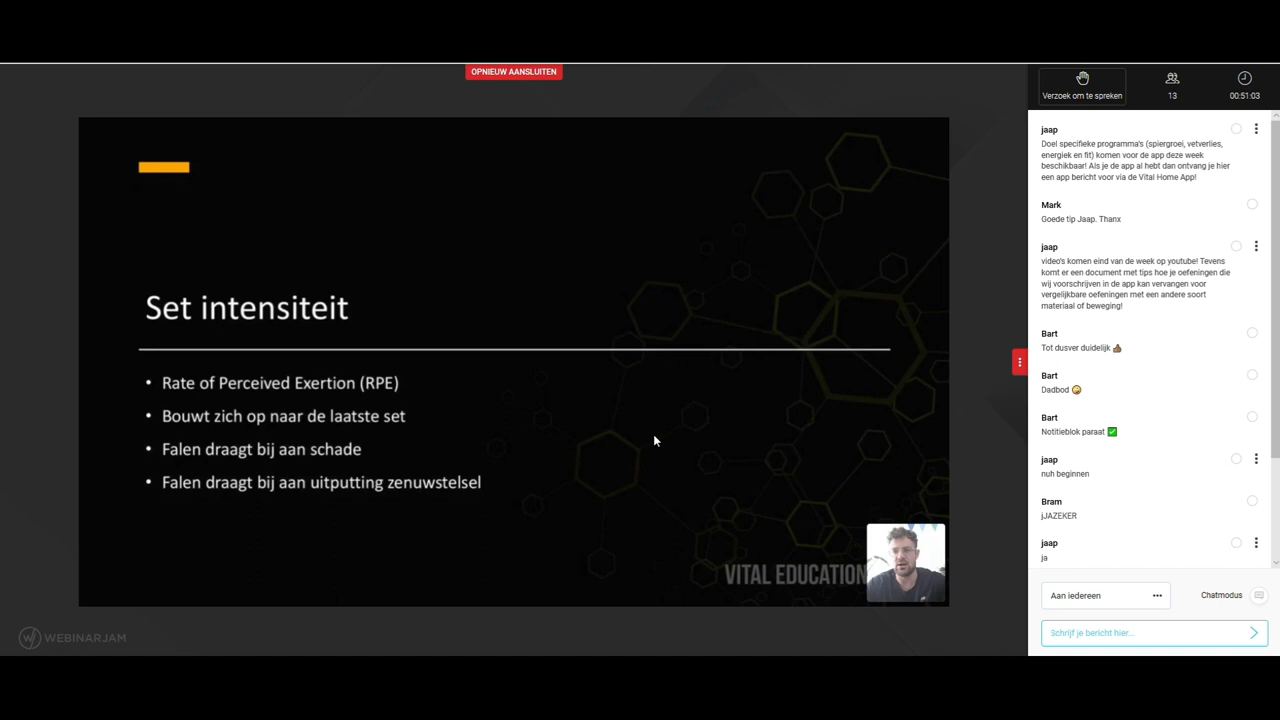 OPNIEUW AANSLUITEN
Set intensiteit
• Rate of Perceived Exertion (RPE)
• Bouwt zich op naar de laatste set
• Falen draagt bij aan schade
• Falen draagt bij aan uitputting zenuwstelsel
VITAL EDUCATION
WEBINARJAM
Verzoek om te spreken
13
00:51:03
jaap
Doel specifieke programma's (spiergroei, vetverlies,
energiek en fit) komen voor de app deze week
beschikbaar! Als je de app al hebt dan ontvang je hier
een app bericht voor via de Vital Home App!
Mark
Goede tip Jaap. Thanx
jaap
video's komen eind van de week op youtube! Tevens
komt er een document met tips hoe je oefeningen die
wij voorschrijven in de app kan vervangen voor
vergelijkbare oefeningen met een andere soort
materiaal of beweging!
Bart
Tot dusver duidelijk 👍🏾
Bart
Dadbod 🤪
Bart
Notitieblok paraat ✅
jaap
nuh beginnen
Bram
jJAZEKER
jaap
ja
Aan iedereen
Chatmodus
Schrijf je bericht hier...